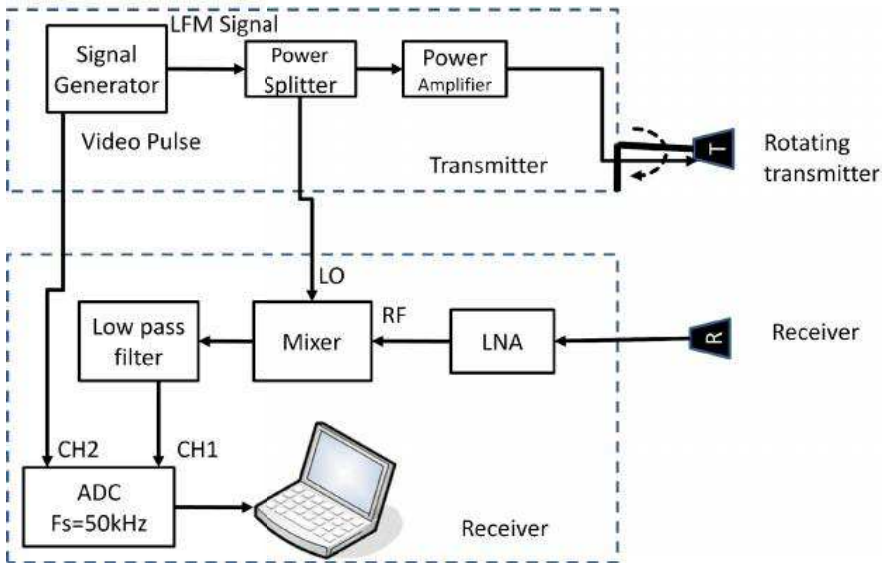 LFM Signal
Signal
Generator
Power
Splitter
Power
Amplifier
Video Pulse
Transmitter
T
Rotating
transmitter
LO
RF
Low pass
filter
Mixer
LNA
R
Receiver
CH2
CH1
ADC
Fs=50kHz
Receiver